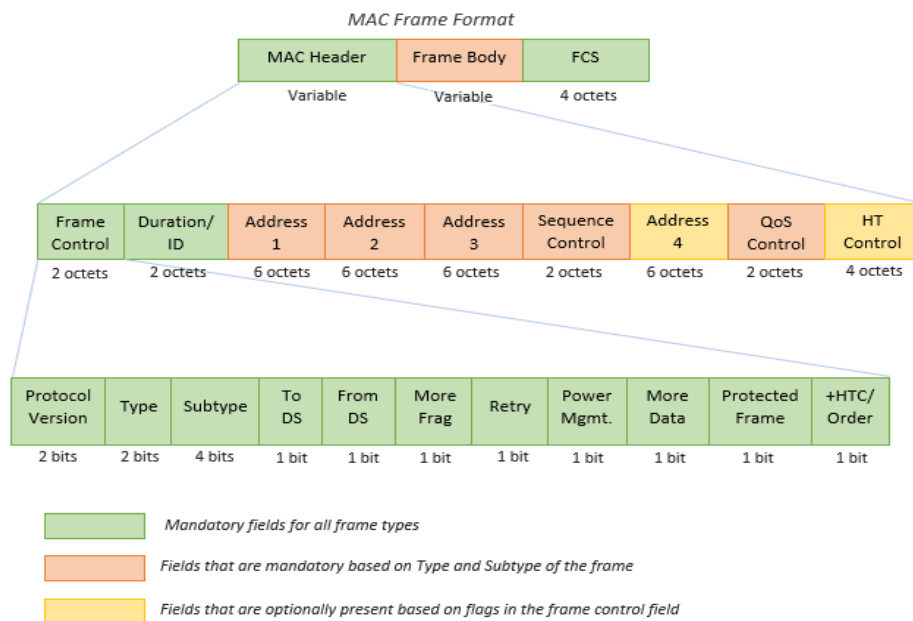 MAC Frame Format
MAC Header Frame Body FCS
Variable Variable 4 octets
Frame Control
Duration/ ID
Address 1
Address 2
Address 3
Sequence Control
Address 4
QoS Control
HT Control
2 octets 2 octets 6 octets 6 octets 6 octets 2 octets 6 octets 2 octets 4 octets
Protocol Version
Type
Subtype
To DS
From DS
More Frag
Retry
Power Mgmt.
More Data
Protected Frame
+HTC/ Order
2 bits 2 bits 4 bits 1 bit 1 bit 1 bit 1 bit 1 bit 1 bit 1 bit 1 bit
Mandatory fields for all frame types
Fields that are mandatory based on Type and Subtype of the frame
Fields that are optionally present based on flags in the frame control field